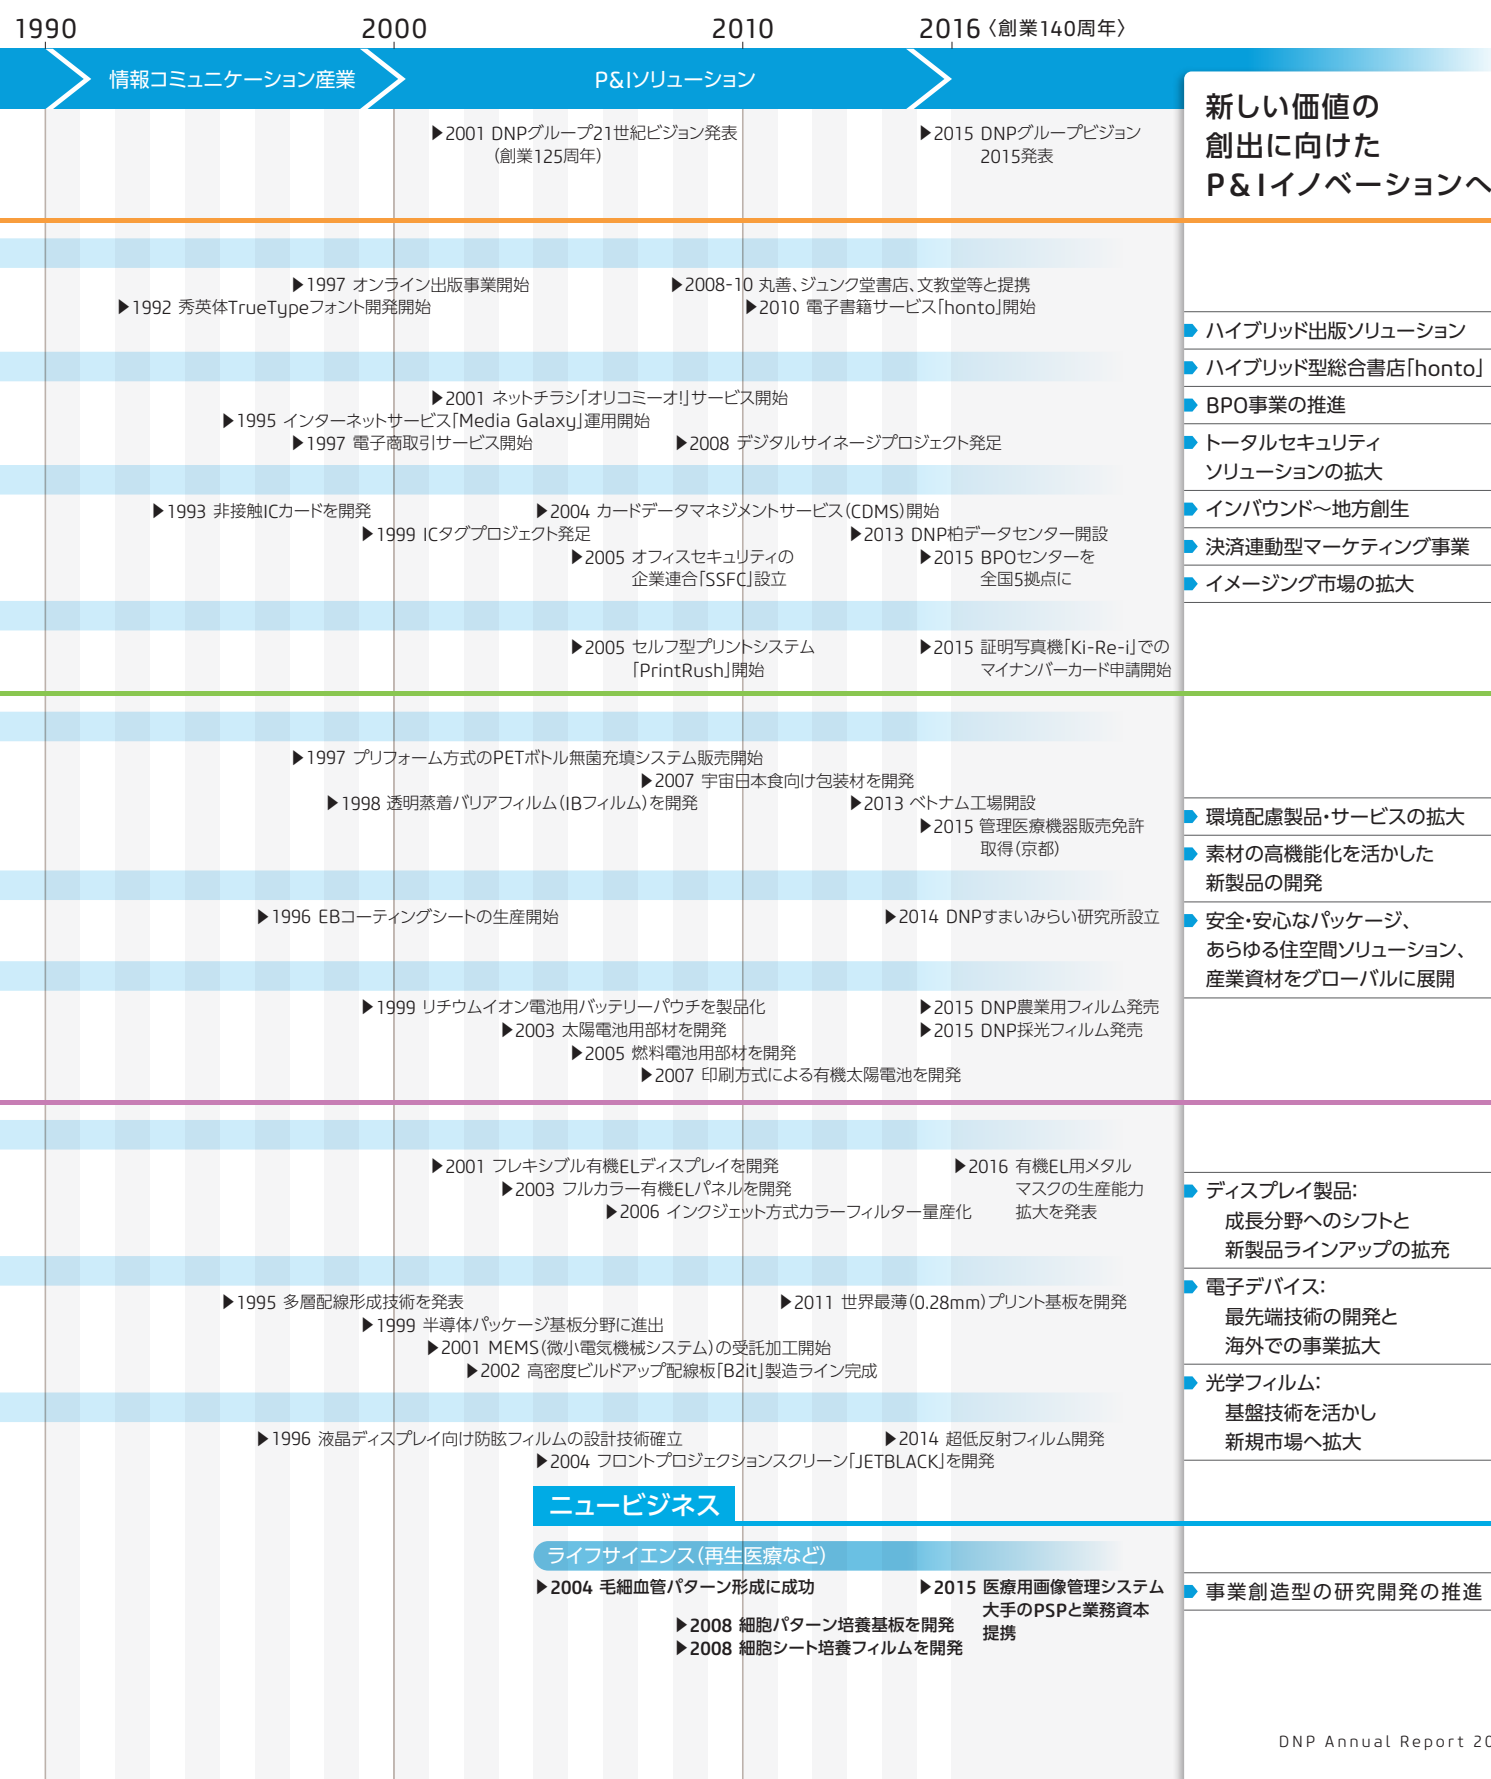 1990
2000
2010
2016〈創業140周年〉
情報コミュニケーション産業
P&Iソリューション
新しい価値の
創出に向けた
P&Iイノベーションへ
▶2001 DNPグループ21世紀ビジョン発表
(創業125周年)
▶2015 DNPグループビジョン
2015発表
▶1997 オンライン出版事業開始
▶2008-10 丸善、ジュンク堂書店、文教堂等と提携
▶1992 秀英体TrueTypeフォント開発開始
▶2010 電子書籍サービス「honto」開始
▶2001 ネットチラシ「オリコミーオ!」サービス開始
▶1995 インターネットサービス「Media Galaxy」運用開始
▶1997 電子商取引サービス開始
▶2008 デジタルサイネージプロジェクト発足
▶1993 非接触ICカードを開発
▶2004 カードデータマネジメントサービス(CDMS)開始
▶1999 ICタグプロジェクト発足
▶2013 DNP柏データセンター開設
▶2005 オフィスセキュリティの
企業連合「SSFC」設立
▶2015 BPOセンターを
全国5拠点に
▶2005 セルフ型プリントシステム
「PrintRush」開始
▶2015 証明写真機「Ki-Re-i」での
マイナンバーカード申請開始
ハイブリッド出版ソリューション
ハイブリッド型総合書店「honto」
BPO事業の推進
トータルセキュリティ
ソリューションの拡大
インバウンド〜地方創生
決済連動型マーケティング事業
イメージング市場の拡大
▶1997 プリフォーム方式のPETボトル無菌充填システム販売開始
▶2007 宇宙日本食向け包装材を開発
▶1998 透明蒸着バリアフィルム(IBフィルム)を開発
▶2013 ベトナム工場開設
▶2015 管理医療機器販売免許
取得(京都)
▶1996 EBコーティングシートの生産開始
▶2014 DNPすまいみらい研究所設立
▶1999 リチウムイオン電池用バッテリーパウチを製品化
▶2015 DNP農業用フィルム発売
▶2003 太陽電池用部材を開発
▶2015 DNP採光フィルム発売
▶2005 燃料電池用部材を開発
▶2007 印刷方式による有機太陽電池を開発
環境配慮製品・サービスの拡大
素材の高機能化を活かした
新製品の開発
安全・安心なパッケージ、
あらゆる住空間ソリューション、
産業資材をグローバルに展開
▶2001 フレキシブル有機ELディスプレイを開発
▶2003 フルカラー有機ELパネルを開発
▶2006 インクジェット方式カラーフィルター量産化
▶2016 有機EL用メタル
マスクの生産能力
拡大を発表
▶1995 多層配線形成技術を発表
▶2011 世界最薄(0.28mm)プリント基板を開発
▶1999 半導体パッケージ基板分野に進出
▶2001 MEMS(微小電気機械システム)の受託加工開始
▶2002 高密度ビルドアップ配線板「B2it」製造ライン完成
▶1996 液晶ディスプレイ向け防眩フィルムの設計技術確立
▶2014 超低反射フィルム開発
▶2004 フロントプロジェクションスクリーン「JETBLACK」を開発
ディスプレイ製品:
成長分野へのシフトと
新製品ラインアップの拡充
電子デバイス:
最先端技術の開発と
海外での事業拡大
光学フィルム:
基盤技術を活かし
新規市場へ拡大
ニュービジネス
ライフサイエンス(再生医療など)
▶2004 毛細血管パターン形成に成功
▶2008 細胞パターン培養基板を開発
▶2008 細胞シート培養フィルムを開発
▶2015 医療用画像管理システム
大手のPSPと業務資本
提携
事業創造型の研究開発の推進
DNP Annual Report 20